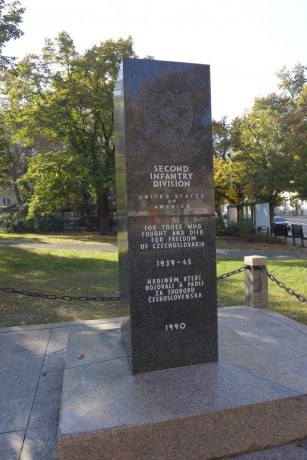 SECOND
INFANTRY
DIVISION
UNITED STATES
OF
AMERICA
FOR THOSE WHO
FOUGHT AND DIED
FOR FREEDOM
OF CZECHOSLOVAKIA
1939-45
HRDINŮM, KTEŘÍ
BOJOVALI A PADLI
ZA SVOBODU
ČESKOSLOVENSKA
1990